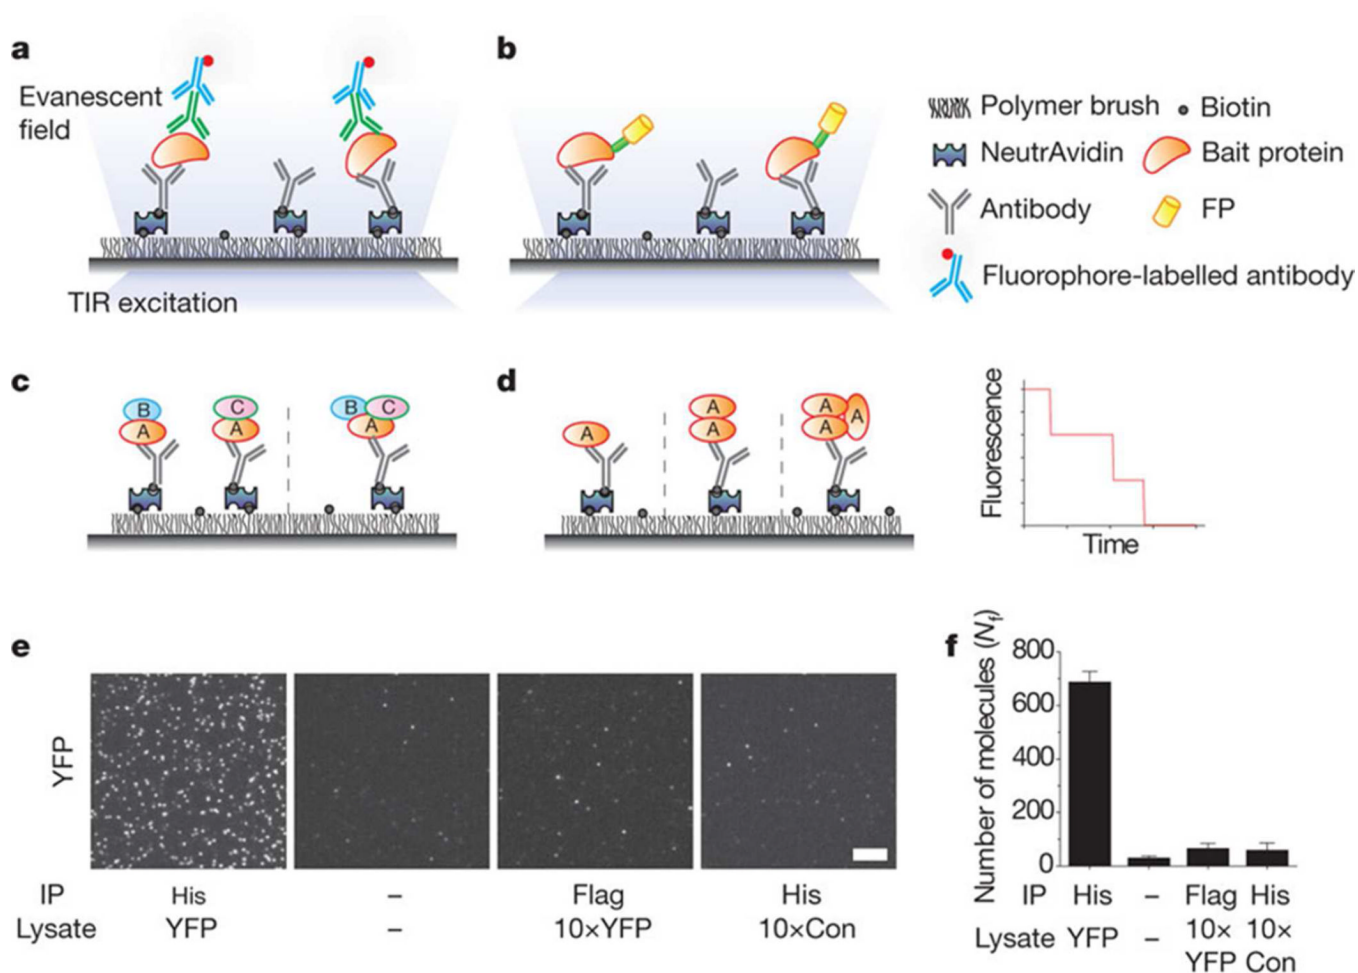 a
Evanescent
field
TIR excitation
b
Polymer brush
Biotin
NeutrAvidin
Bait protein
Antibody
FP
Fluorophore-labelled antibody
c
B
A
C
A
B
C
A
d
A
A
A
A
A
A
Fluorescence
Time
e
YFP
IP His – Flag His
Lysate YFP – 10×YFP 10×Con
f
Number of molecules (Nf)
800
600
400
200
0
IP His – Flag His
Lysate YFP – 10× 10×
YFP Con